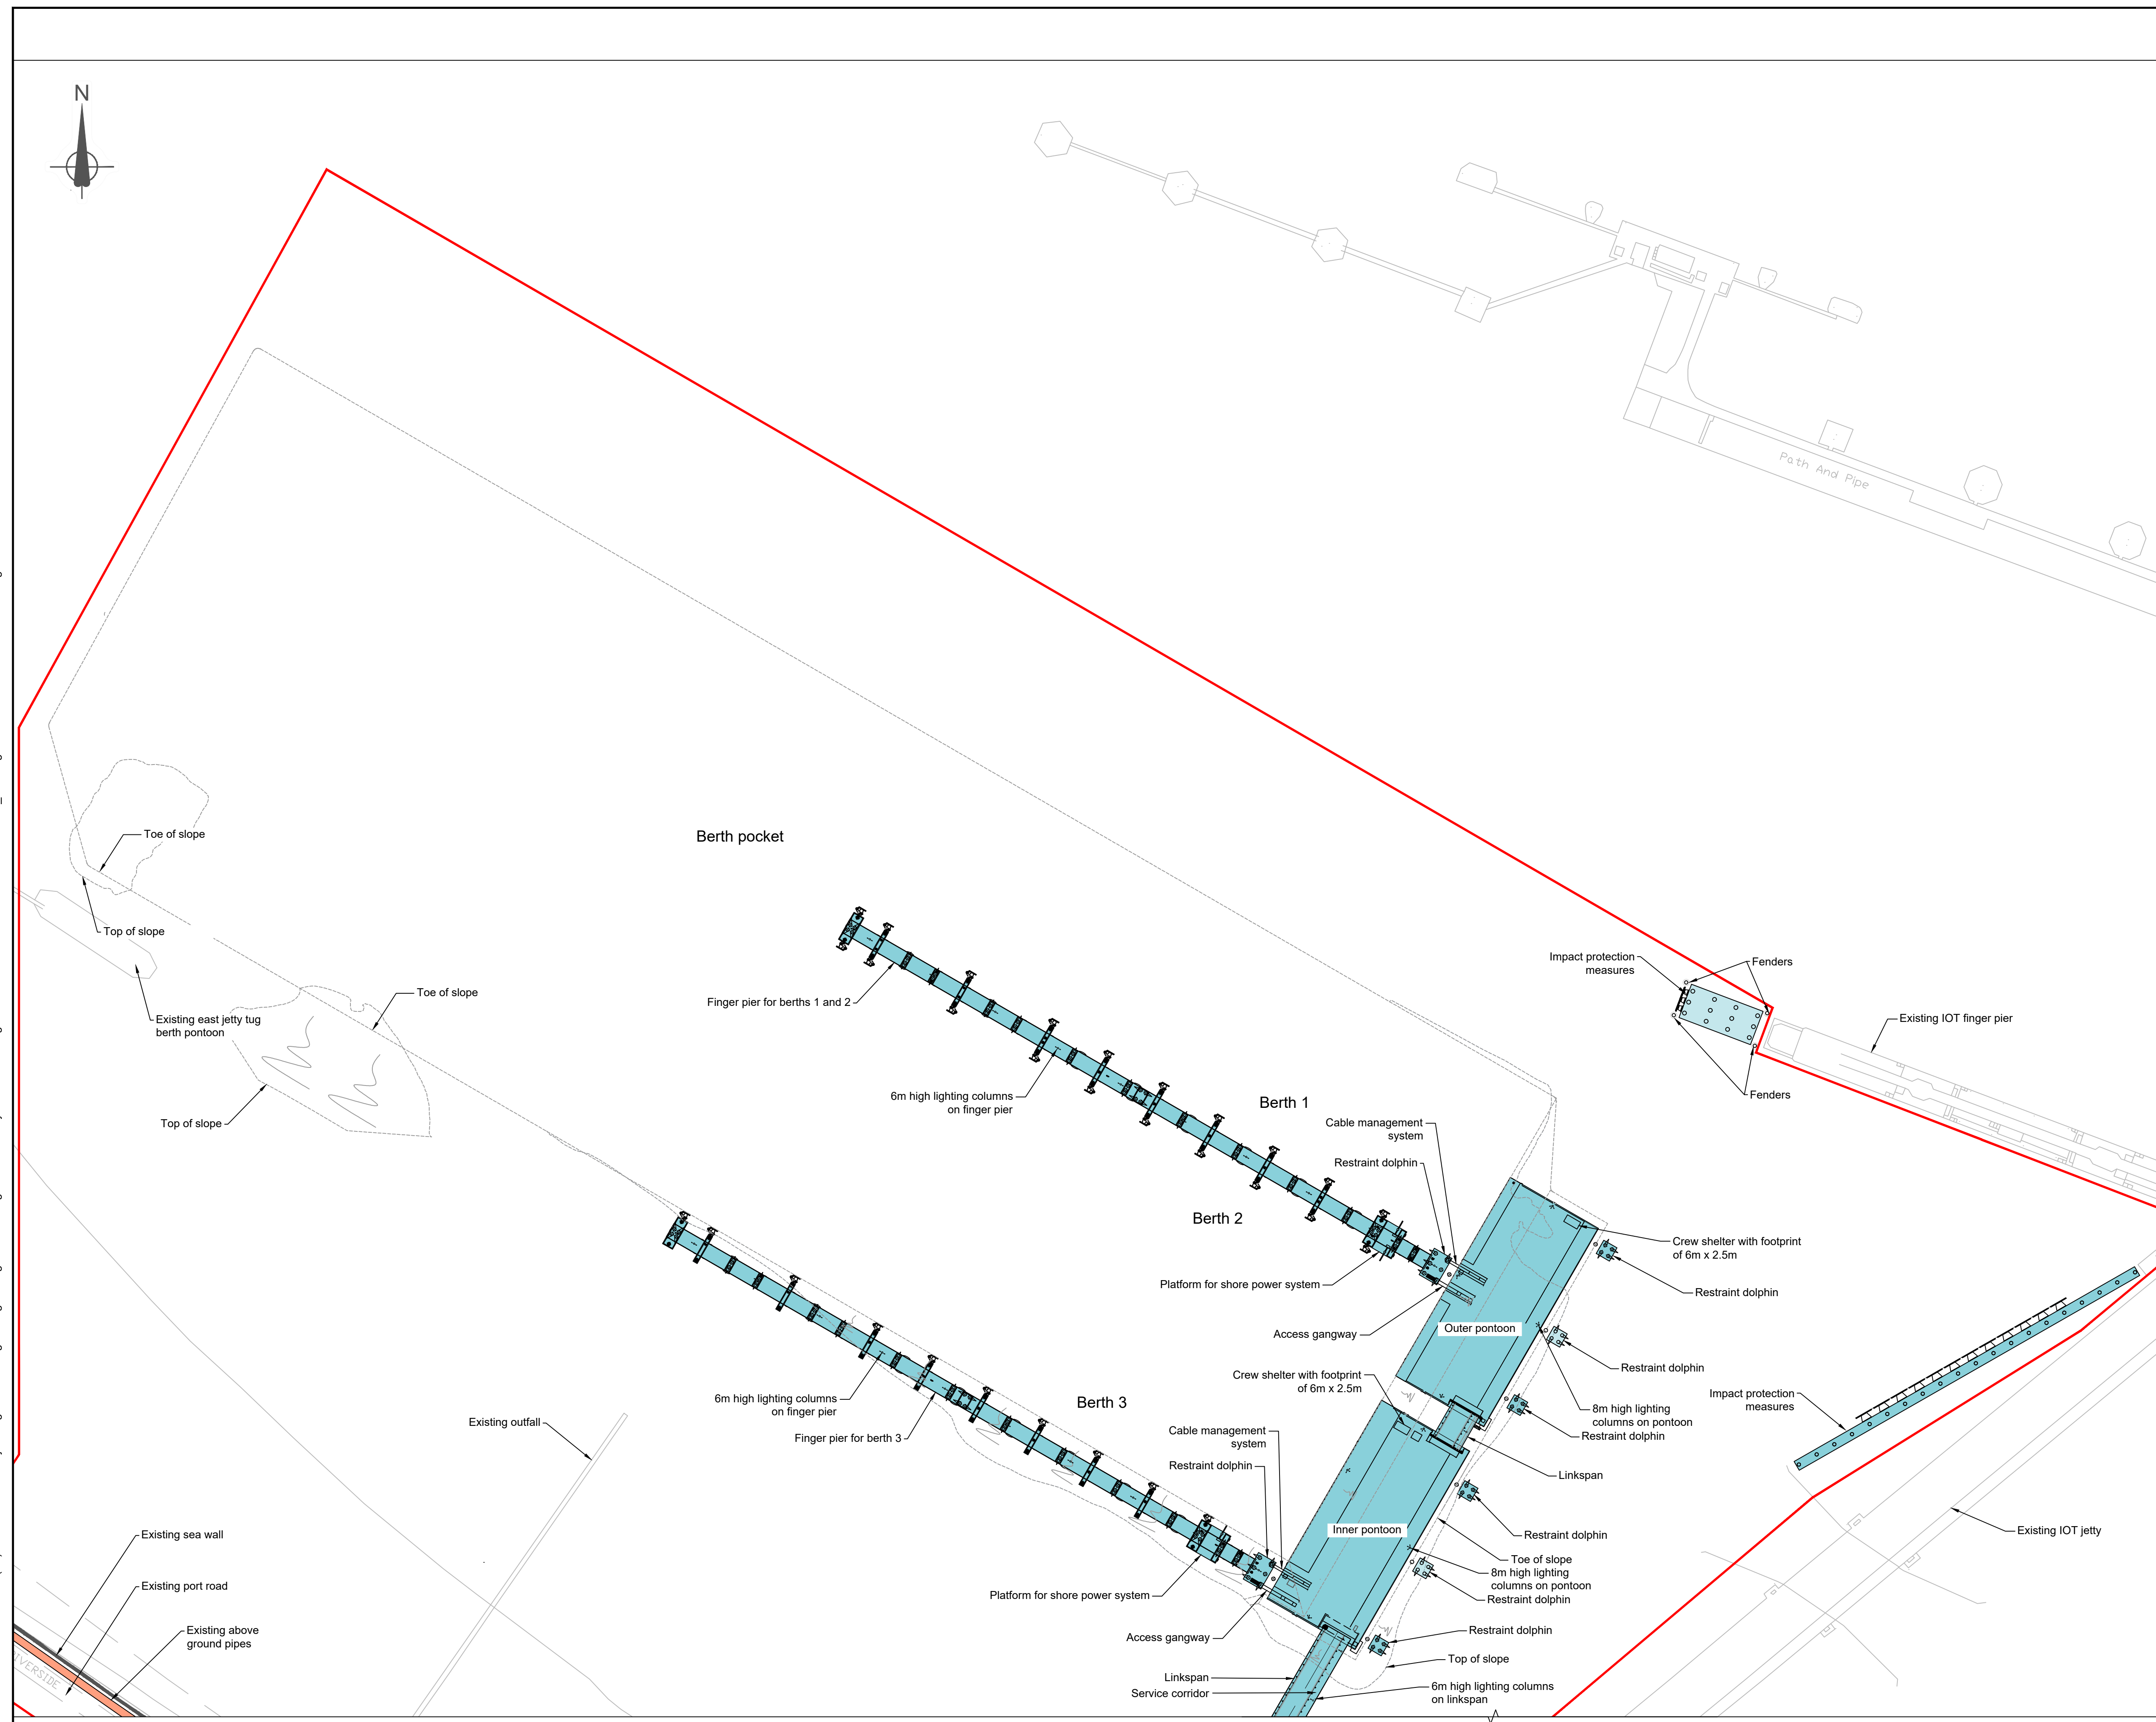 N
Path And Pipe
Toe of slope
Berth pocket
Top of slope
Toe of slope
Existing east jetty tug
berth pontoon
Top of slope
Finger pier for berths 1 and 2
6m high lighting columns
on finger pier
Impact protection
measures
Fenders
Existing IOT finger pier
Fenders
Berth 1
Cable management
system
Restraint dolphin
Berth 2
Platform for shore power system
Access gangway
Crew shelter with footprint
of 6m x 2.5m
Restraint dolphin
Outer pontoon
Restraint dolphin
Crew shelter with footprint
of 6m x 2.5m
8m high lighting
columns on pontoon
Restraint dolphin
Impact protection
measures
6m high lighting columns
on finger pier
Finger pier for berth 3
Berth 3
Existing outfall
Cable management
system
Restraint dolphin
Linkspan
Inner pontoon
Restraint dolphin
Existing IOT jetty
Toe of slope
8m high lighting
columns on pontoon
Restraint dolphin
Existing sea wall
Existing port road
Existing above
ground pipes
Platform for shore power system
Access gangway
Restraint dolphin
Top of slope
Linkspan
Service corridor
6m high lighting columns
on linkspan